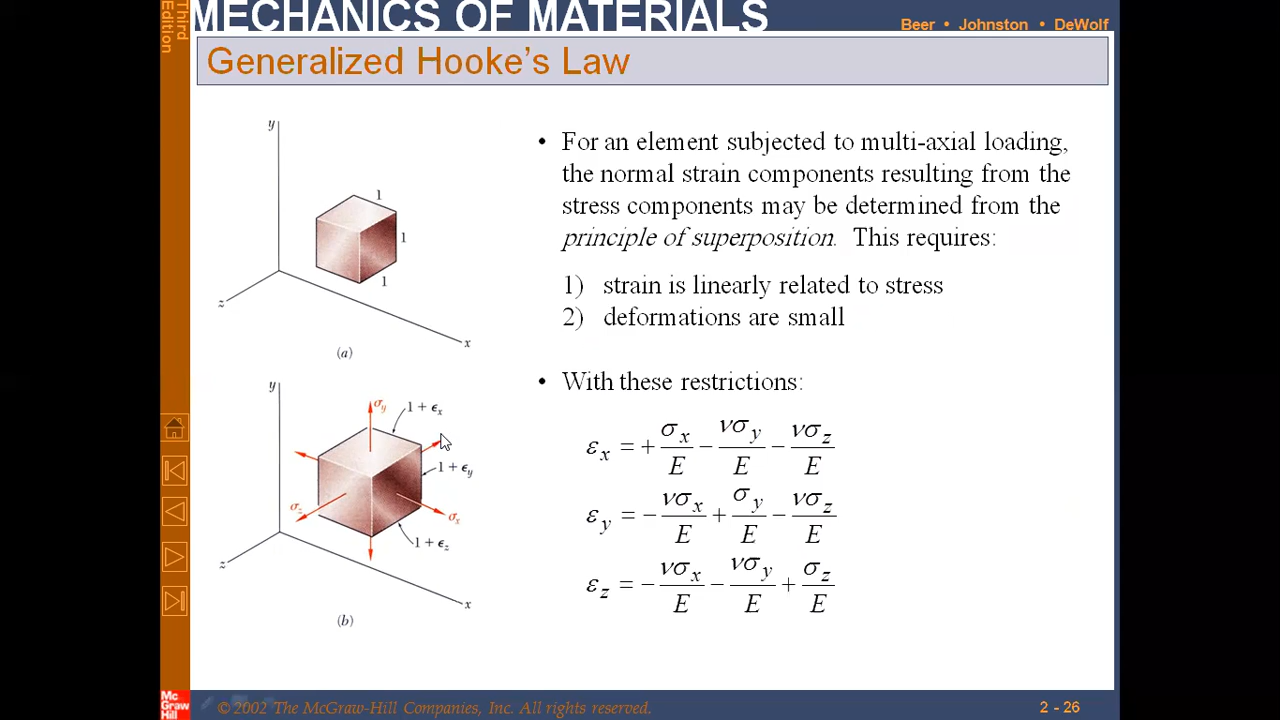 Third
Edition
MECHANICS OF MATERIALS
Beer • Johnston • DeWolf
Generalized Hooke's Law
y
1
1
1
z
x
(a)
y
σy
1 + ϵx
1 + ϵy
σz
σx
1 + ϵz
z
x
(b)
• For an element subjected to multi-axial loading,
the normal strain components resulting from the
stress components may be determined from the
principle of superposition. This requires:
1) strain is linearly related to stress
2) deformations are small
• With these restrictions:
εx = + σx/E − νσy/E − νσz/E
εy = − νσx/E + σy/E − νσz/E
εz = − νσx/E − νσy/E + σz/E
Mc
Graw
Hill
© 2002 The McGraw-Hill Companies, Inc. All rights reserved.
2 - 26